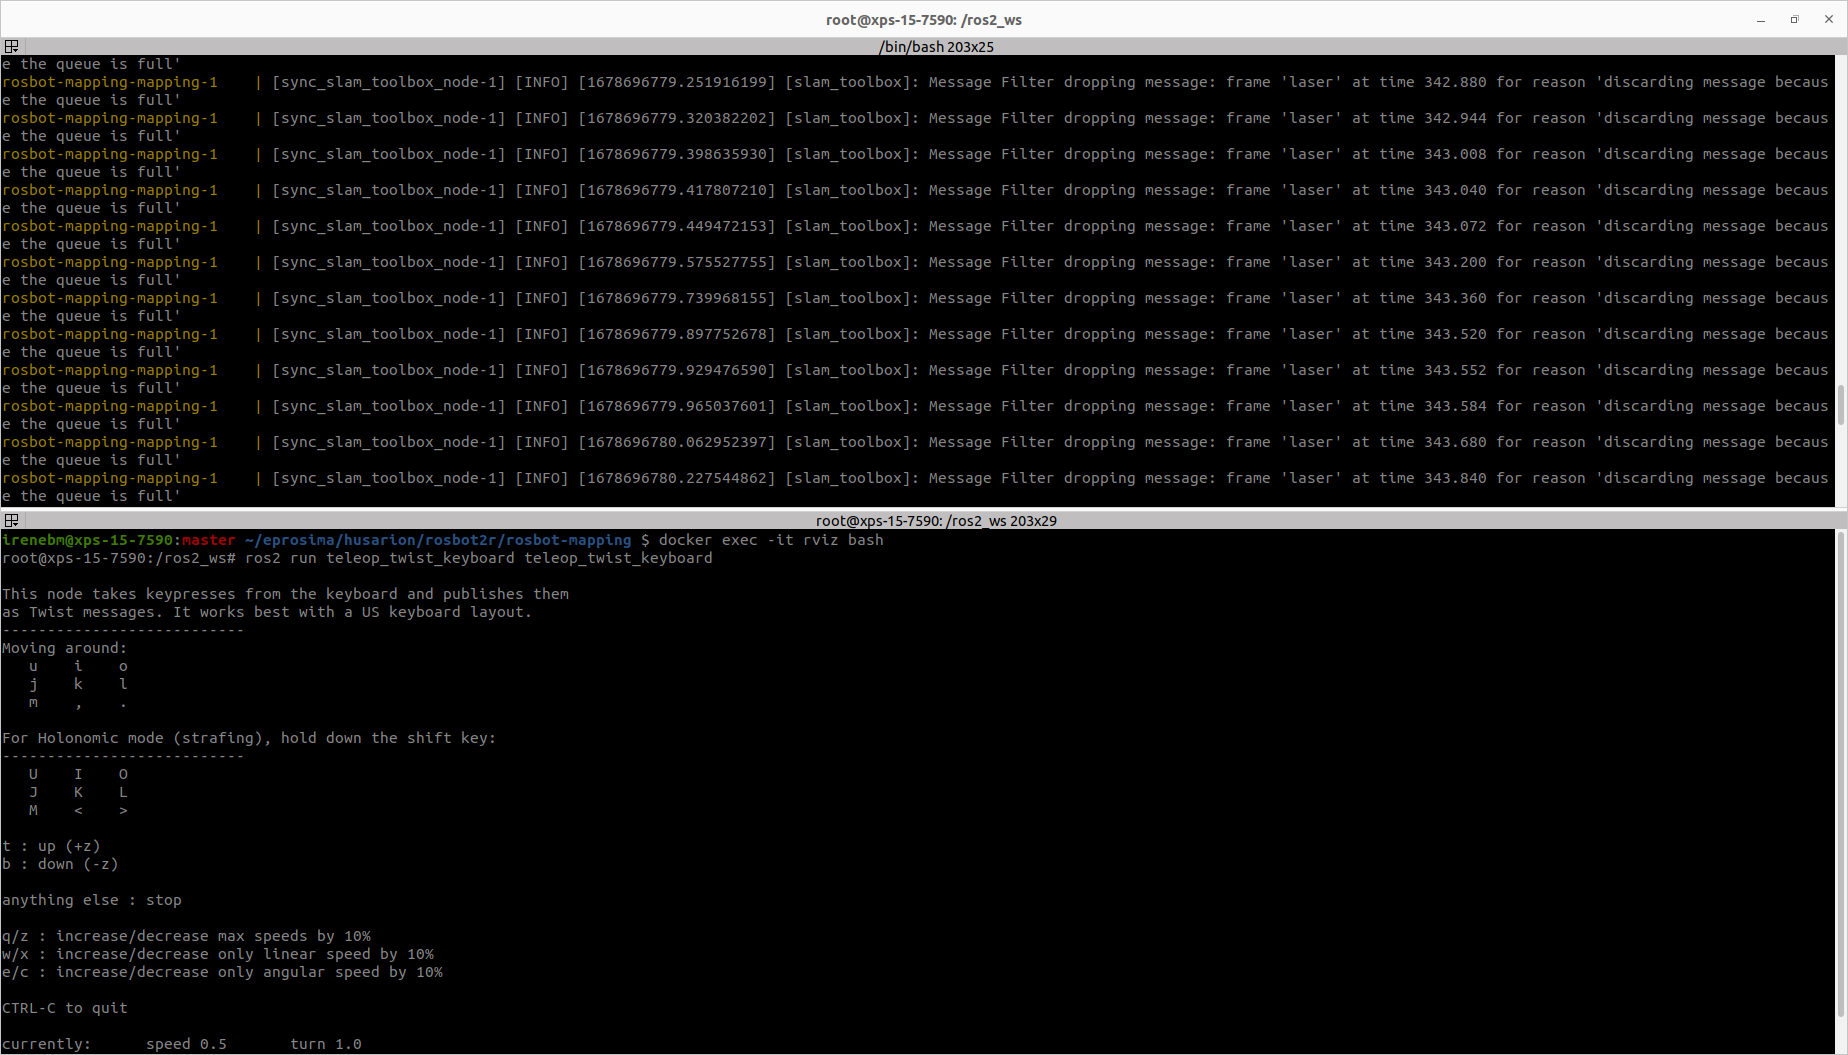 root@xps-15-7590: /ros2_ws
/bin/bash 203x25
e the queue is full'
rosbot-mapping-mapping-1    | [sync_slam_toolbox_node-1] [INFO] [1678696779.251916199] [slam_toolbox]: Message Filter dropping message: frame 'laser' at time 342.880 for reason 'discarding message becaus
e the queue is full'
rosbot-mapping-mapping-1    | [sync_slam_toolbox_node-1] [INFO] [1678696779.320382202] [slam_toolbox]: Message Filter dropping message: frame 'laser' at time 342.944 for reason 'discarding message becaus
e the queue is full'
rosbot-mapping-mapping-1    | [sync_slam_toolbox_node-1] [INFO] [1678696779.398635930] [slam_toolbox]: Message Filter dropping message: frame 'laser' at time 343.008 for reason 'discarding message becaus
e the queue is full'
rosbot-mapping-mapping-1    | [sync_slam_toolbox_node-1] [INFO] [1678696779.417807210] [slam_toolbox]: Message Filter dropping message: frame 'laser' at time 343.040 for reason 'discarding message becaus
e the queue is full'
rosbot-mapping-mapping-1    | [sync_slam_toolbox_node-1] [INFO] [1678696779.449472153] [slam_toolbox]: Message Filter dropping message: frame 'laser' at time 343.072 for reason 'discarding message becaus
e the queue is full'
rosbot-mapping-mapping-1    | [sync_slam_toolbox_node-1] [INFO] [1678696779.575527755] [slam_toolbox]: Message Filter dropping message: frame 'laser' at time 343.200 for reason 'discarding message becaus
e the queue is full'
rosbot-mapping-mapping-1    | [sync_slam_toolbox_node-1] [INFO] [1678696779.739968155] [slam_toolbox]: Message Filter dropping message: frame 'laser' at time 343.360 for reason 'discarding message becaus
e the queue is full'
rosbot-mapping-mapping-1    | [sync_slam_toolbox_node-1] [INFO] [1678696779.897752678] [slam_toolbox]: Message Filter dropping message: frame 'laser' at time 343.520 for reason 'discarding message becaus
e the queue is full'
rosbot-mapping-mapping-1    | [sync_slam_toolbox_node-1] [INFO] [1678696779.929476590] [slam_toolbox]: Message Filter dropping message: frame 'laser' at time 343.552 for reason 'discarding message becaus
e the queue is full'
rosbot-mapping-mapping-1    | [sync_slam_toolbox_node-1] [INFO] [1678696779.965037601] [slam_toolbox]: Message Filter dropping message: frame 'laser' at time 343.584 for reason 'discarding message becaus
e the queue is full'
rosbot-mapping-mapping-1    | [sync_slam_toolbox_node-1] [INFO] [1678696780.062952397] [slam_toolbox]: Message Filter dropping message: frame 'laser' at time 343.680 for reason 'discarding message becaus
e the queue is full'
rosbot-mapping-mapping-1    | [sync_slam_toolbox_node-1] [INFO] [1678696780.227544862] [slam_toolbox]: Message Filter dropping message: frame 'laser' at time 343.840 for reason 'discarding message becaus
e the queue is full'
root@xps-15-7590: /ros2_ws 203x29
irenebm@xps-15-7590:master ~/eprosima/husarion/rosbot2r/rosbot-mapping $ docker exec -it rviz bash
root@xps-15-7590:/ros2_ws# ros2 run teleop_twist_keyboard teleop_twist_keyboard
This node takes keypresses from the keyboard and publishes them
as Twist messages. It works best with a US keyboard layout.
---------------------------
Moving around:
   u    i    o
   j    k    l
   m    ,    .
For Holonomic mode (strafing), hold down the shift key:
---------------------------
   U    I    O
   J    K    L
   M    <    >
t : up (+z)
b : down (-z)
anything else : stop
q/z : increase/decrease max speeds by 10%
w/x : increase/decrease only linear speed by 10%
e/c : increase/decrease only angular speed by 10%
CTRL-C to quit
currently:      speed 0.5       turn 1.0